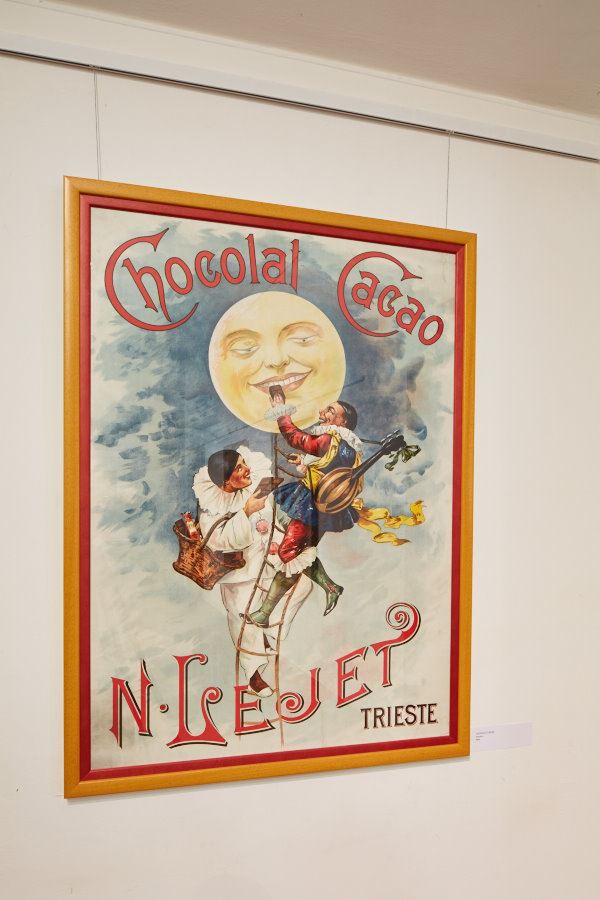 Chocolat Cacao
N. LEJET
TRIESTE